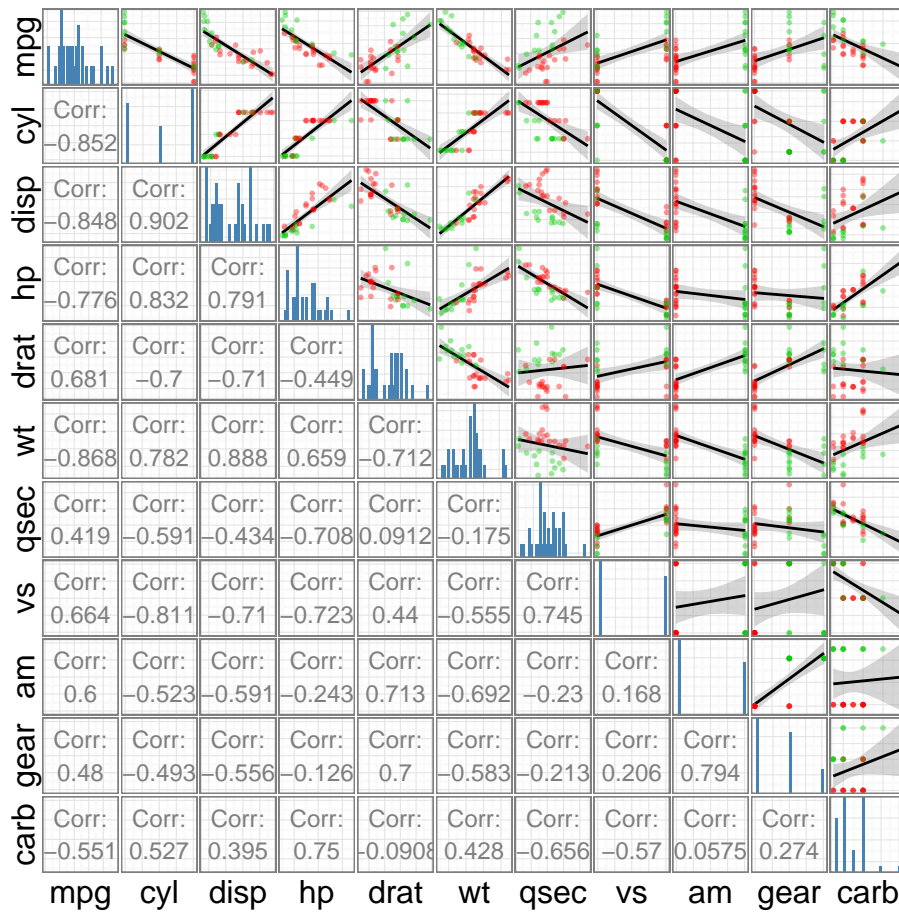 mpg
cyl Corr:
−0.852
disp Corr: Corr:
−0.848 0.902
hp Corr: Corr: Corr:
−0.776 0.832 0.791
drat Corr: Corr: Corr: Corr:
0.681 −0.7 −0.71 −0.449
wt Corr: Corr: Corr: Corr: Corr:
−0.868 0.782 0.888 0.659 −0.712
qsec Corr: Corr: Corr: Corr: Corr: Corr:
0.419 −0.591 −0.434 −0.708 0.0912 −0.175
vs Corr: Corr: Corr: Corr: Corr: Corr: Corr:
0.664 −0.811 −0.71 −0.723 0.44 −0.555 0.745
am Corr: Corr: Corr: Corr: Corr: Corr: Corr: Corr:
0.6 −0.523 −0.591 −0.243 0.713 −0.692 −0.23 0.168
gear Corr: Corr: Corr: Corr: Corr: Corr: Corr: Corr: Corr:
0.48 −0.493 −0.556 −0.126 0.7 −0.583 −0.213 0.206 0.794
carb Corr: Corr: Corr: Corr: Corr: Corr: Corr: Corr: Corr: Corr:
−0.551 0.527 0.395 0.75 −0.0908 0.428 −0.656 −0.57 0.0575 0.274
mpg cyl disp hp drat wt qsec vs am gear carb